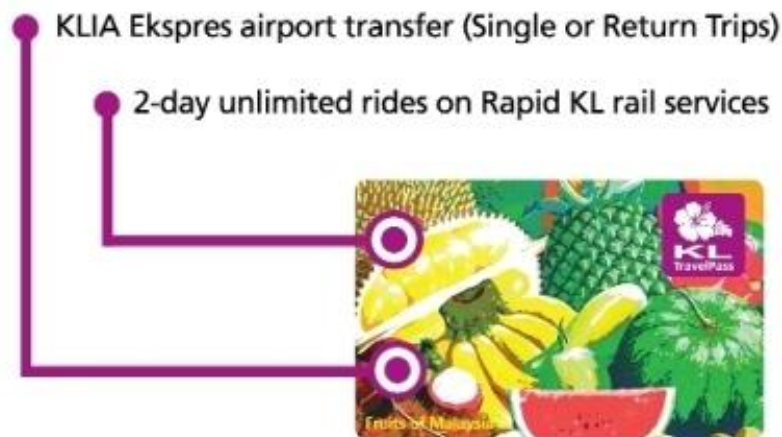 KLIA Ekspres airport transfer (Single or Return Trips)
2-day unlimited rides on Rapid KL rail services
KL
TravelPass
Fruits of Malaysia